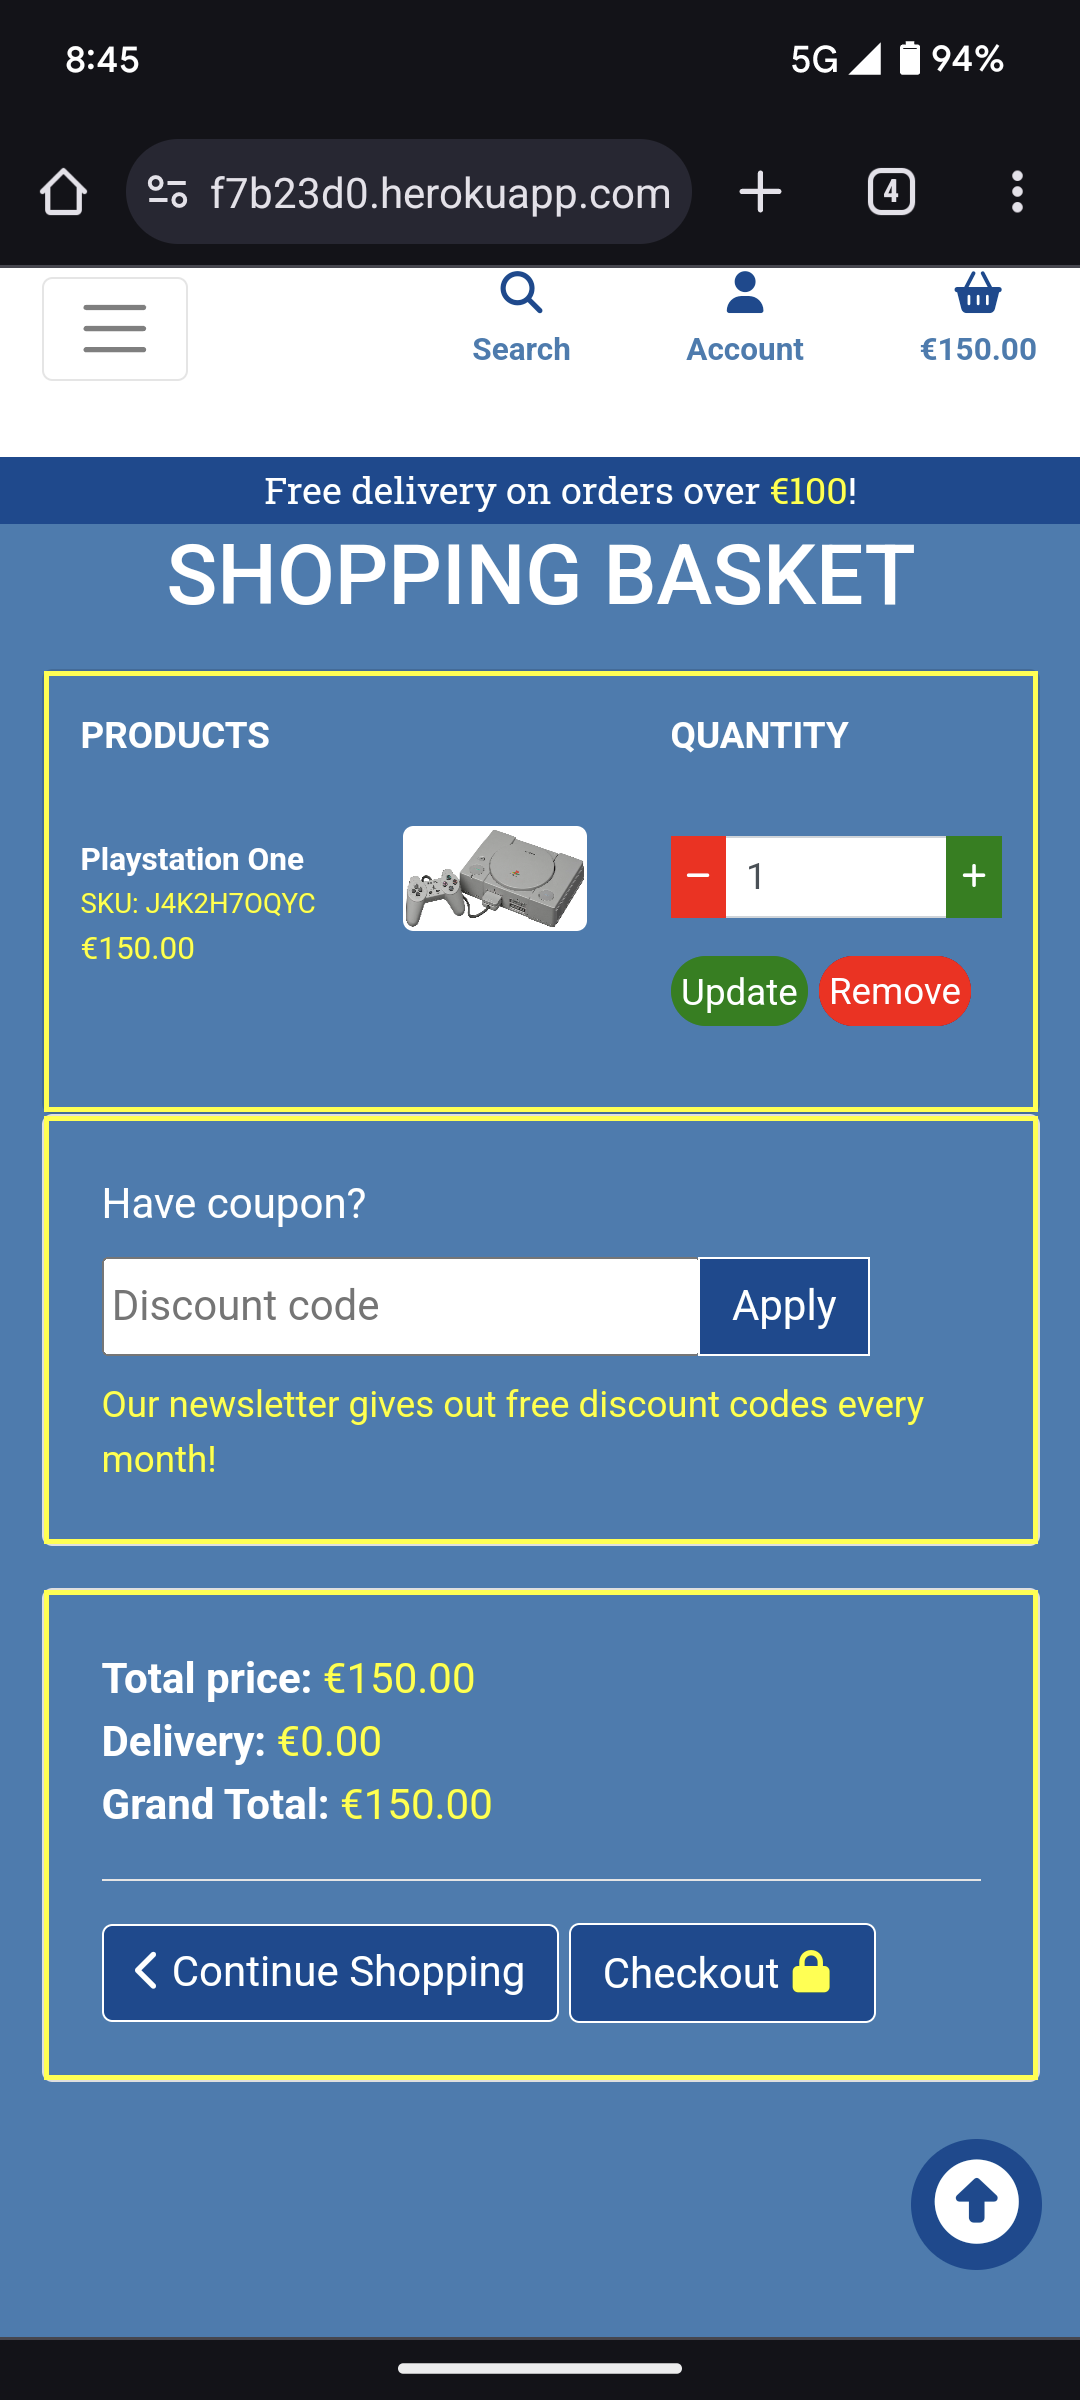 8:45
5G 94%
f7b23d0.herokuapp.com
4
Search
Account
€150.00
Free delivery on orders over €100!
SHOPPING BASKET
PRODUCTS
QUANTITY
Playstation One
SKU: J4K2H7OQYC
€150.00
− 1 +
Update
Remove
Have coupon?
Discount code
Apply
Our newsletter gives out free discount codes every
month!
Total price: €150.00
Delivery: €0.00
Grand Total: €150.00
Continue Shopping
Checkout